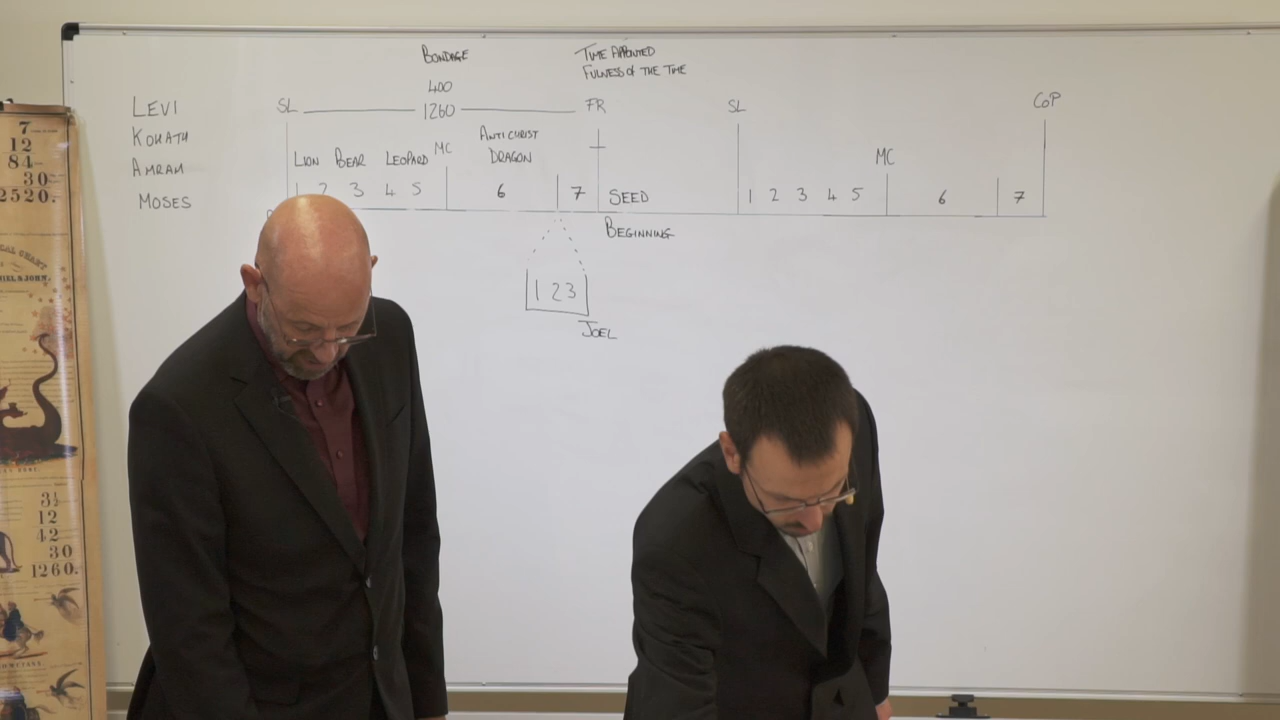 BONDAGE
TIME APPOINTED
FULNESS OF THE TIME
400
LEVI SL 1260 FR SL COP
KOHATH
ANTICHRIST
MC
AMRAM LION BEAR LEOPARD DRAGON MC
MOSES 1 2 3 4 5 6 7 SEED 1 2 3 4 5 6 7
BEGINNING
1 2 3
JOEL
7
12
84
30
2520.
3½
12
42
30
1260.